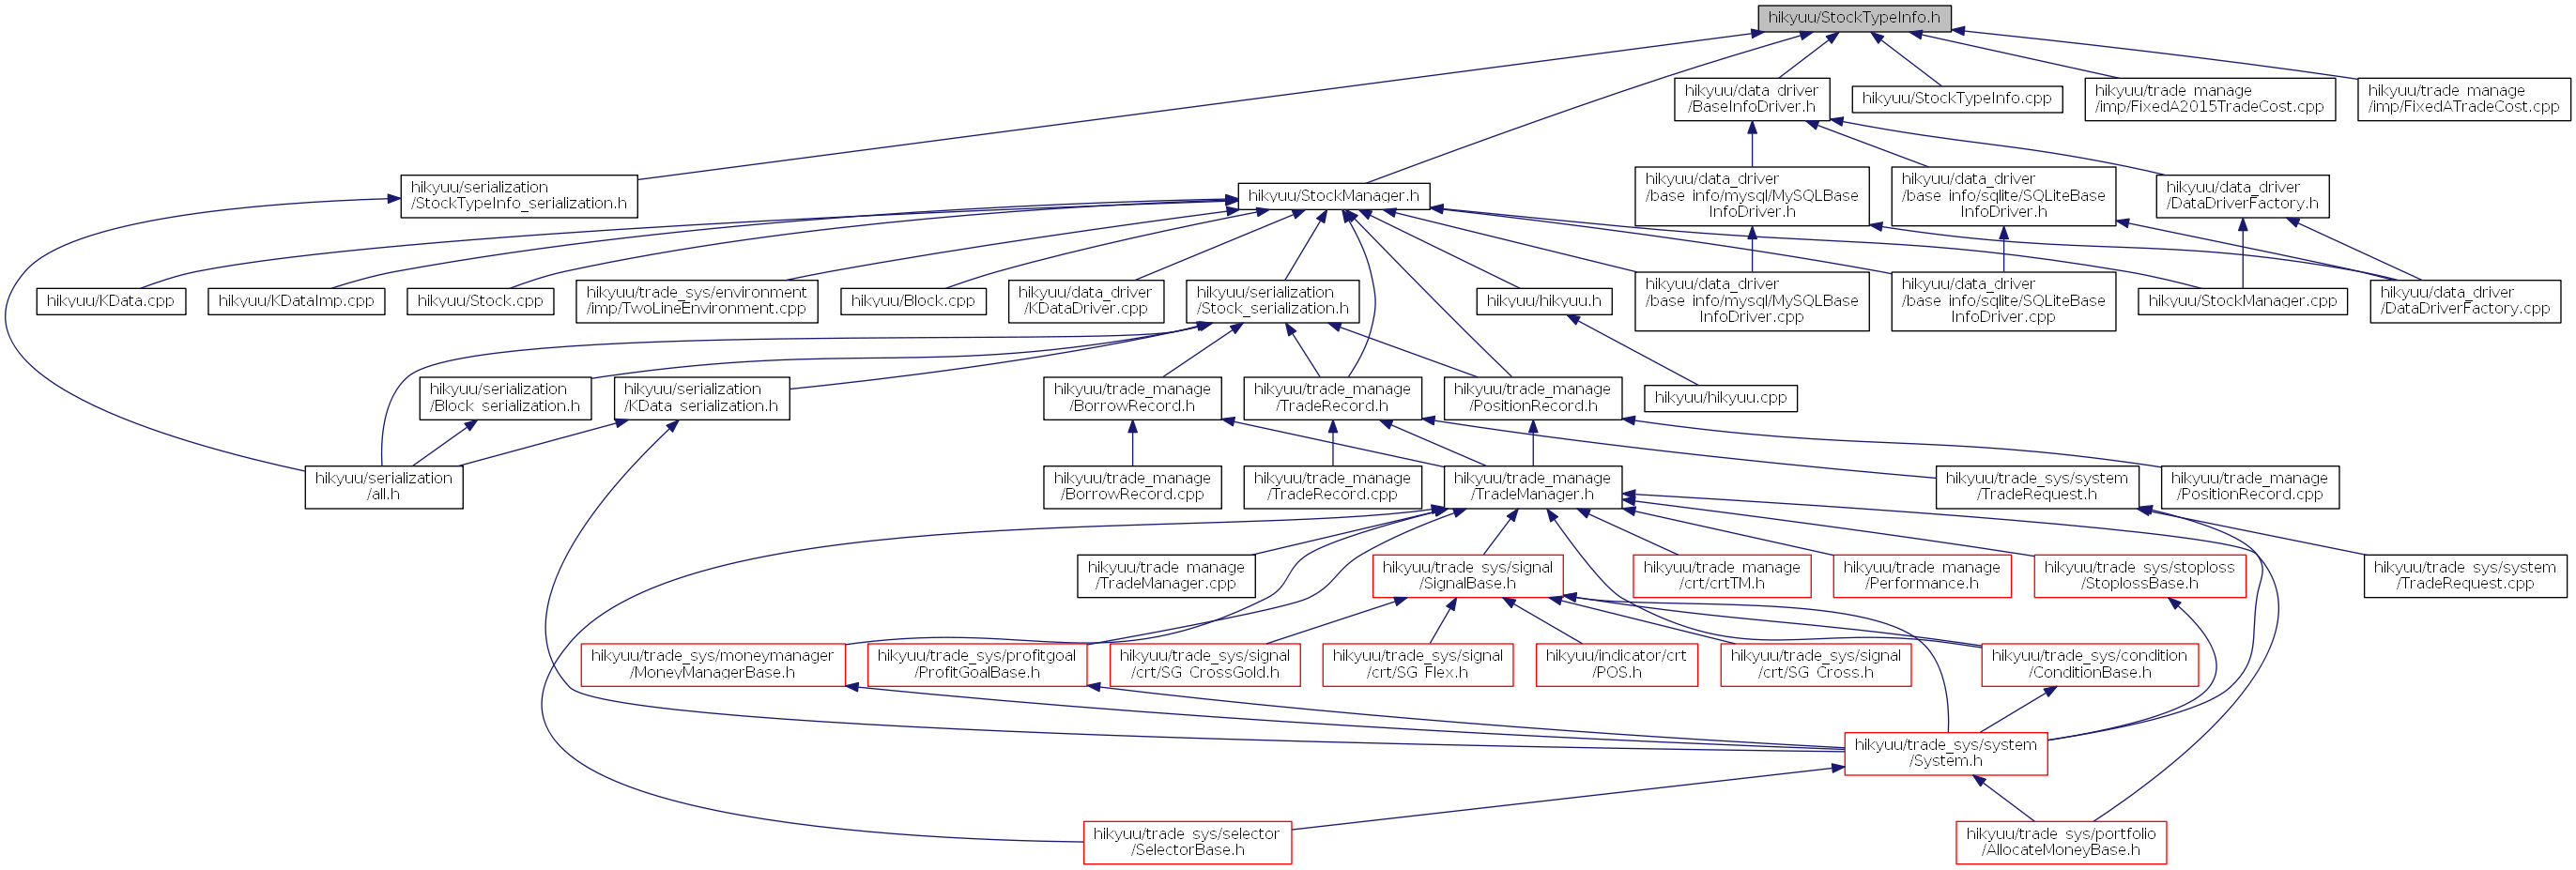 hikyuu/StockTypeInfo.h
hikyuu/data_driver
/BaseInfoDriver.h
hikyuu/StockTypeInfo.cpp
hikyuu/trade_manage
/imp/FixedA2015TradeCost.cpp
hikyuu/trade_manage
/imp/FixedATradeCost.cpp
hikyuu/serialization
/StockTypeInfo_serialization.h
hikyuu/StockManager.h
hikyuu/data_driver
/base_info/mysql/MySQLBase
InfoDriver.h
hikyuu/data_driver
/base_info/sqlite/SQLiteBase
InfoDriver.h
hikyuu/data_driver
/DataDriverFactory.h
hikyuu/KData.cpp
hikyuu/KDataImp.cpp
hikyuu/Stock.cpp
hikyuu/trade_sys/environment
/imp/TwoLineEnvironment.cpp
hikyuu/Block.cpp
hikyuu/data_driver
/KDataDriver.cpp
hikyuu/serialization
/Stock_serialization.h
hikyuu/hikyuu.h
hikyuu/data_driver
/base_info/mysql/MySQLBase
InfoDriver.cpp
hikyuu/data_driver
/base_info/sqlite/SQLiteBase
InfoDriver.cpp
hikyuu/StockManager.cpp
hikyuu/data_driver
/DataDriverFactory.cpp
hikyuu/serialization
/Block_serialization.h
hikyuu/serialization
/KData_serialization.h
hikyuu/trade_manage
/BorrowRecord.h
hikyuu/trade_manage
/TradeRecord.h
hikyuu/trade_manage
/PositionRecord.h
hikyuu/hikyuu.cpp
hikyuu/serialization
/all.h
hikyuu/trade_manage
/BorrowRecord.cpp
hikyuu/trade_manage
/TradeRecord.cpp
hikyuu/trade_manage
/TradeManager.h
hikyuu/trade_sys/system
/TradeRequest.h
hikyuu/trade_manage
/PositionRecord.cpp
hikyuu/trade_manage
/TradeManager.cpp
hikyuu/trade_sys/signal
/SignalBase.h
hikyuu/trade_manage
/crt/crtTM.h
hikyuu/trade_manage
/Performance.h
hikyuu/trade_sys/stoploss
/StoplossBase.h
hikyuu/trade_sys/system
/TradeRequest.cpp
hikyuu/trade_sys/moneymanager
/MoneyManagerBase.h
hikyuu/trade_sys/profitgoal
/ProfitGoalBase.h
hikyuu/trade_sys/signal
/crt/SG_CrossGold.h
hikyuu/trade_sys/signal
/crt/SG_Flex.h
hikyuu/indicator/crt
/POS.h
hikyuu/trade_sys/signal
/crt/SG_Cross.h
hikyuu/trade_sys/condition
/ConditionBase.h
hikyuu/trade_sys/system
/System.h
hikyuu/trade_sys/selector
/SelectorBase.h
hikyuu/trade_sys/portfolio
/AllocateMoneyBase.h